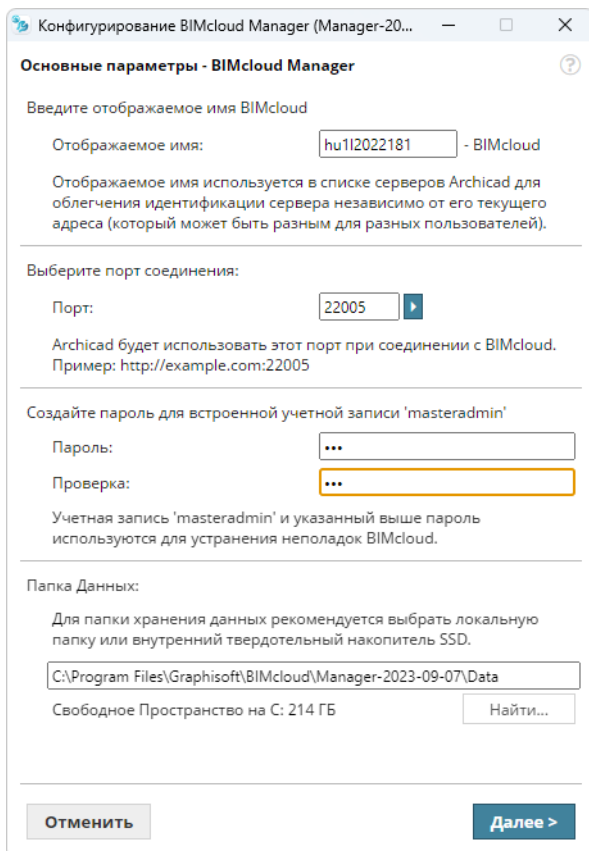 Конфигурирование BIMcloud Manager (Manager-20...
Основные параметры - BIMcloud Manager
Введите отображаемое имя BIMcloud
Отображаемое имя: hu1l2022181 - BIMcloud
Отображаемое имя используется в списке серверов Archicad для
облегчения идентификации сервера независимо от его текущего
адреса (который может быть разным для разных пользователей).
Выберите порт соединения:
Порт: 22005
Archicad будет использовать этот порт при соединении с BIMcloud.
Пример: http://example.com:22005
Создайте пароль для встроенной учетной записи 'masteradmin'
Пароль: •••
Проверка: •••
Учетная запись 'masteradmin' и указанный выше пароль
используются для устранения неполадок BIMcloud.
Папка Данных:
Для папки хранения данных рекомендуется выбрать локальную
папку или внутренний твердотельный накопитель SSD.
C:\Program Files\Graphisoft\BIMcloud\Manager-2023-09-07\Data
Свободное Пространство на C: 214 ГБ Найти...
Отменить Далее >